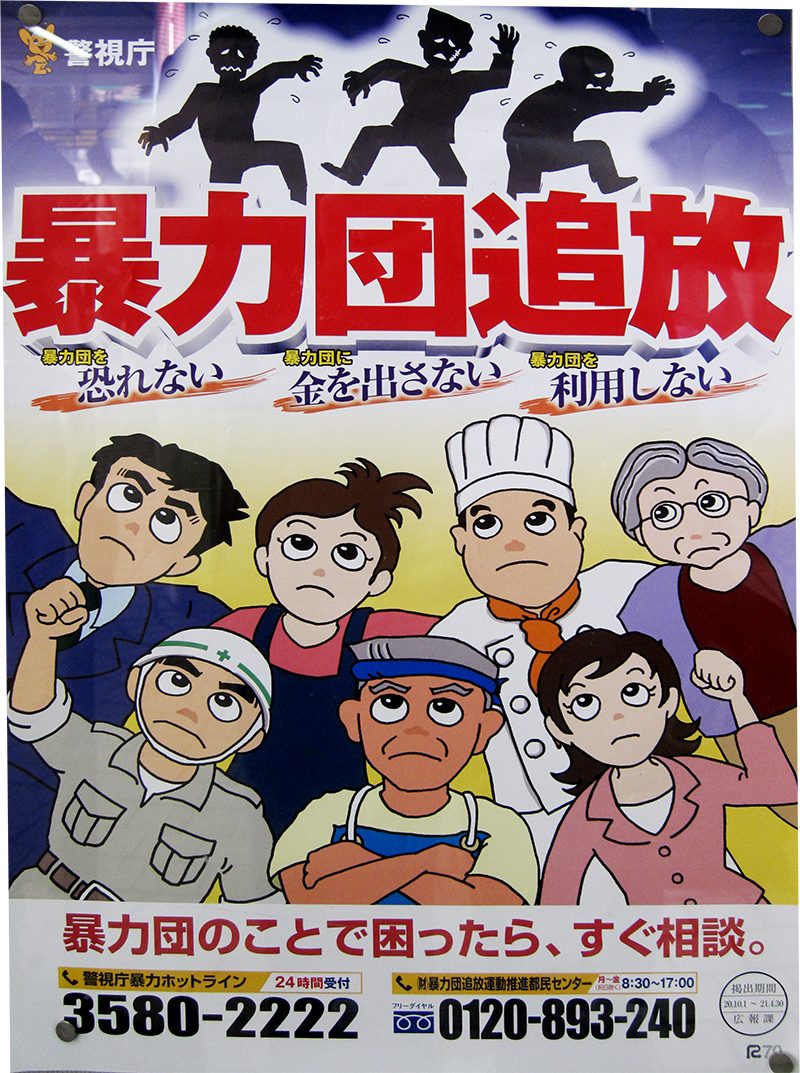 警視庁
暴力団追放
暴力団を
恐れない
暴力団に
金を出さない
暴力団を
利用しない
暴力団のことで困ったら、すぐ相談。
警視庁暴力ホットライン 24時間受付
3580-2222
(財)暴力団追放運動推進都民センター 月～金 (祝日除く) 8:30～17:00
フリーダイヤル
0120-893-240
掲出期間
20.10.1 ～ 21.4.30
広報課
R70